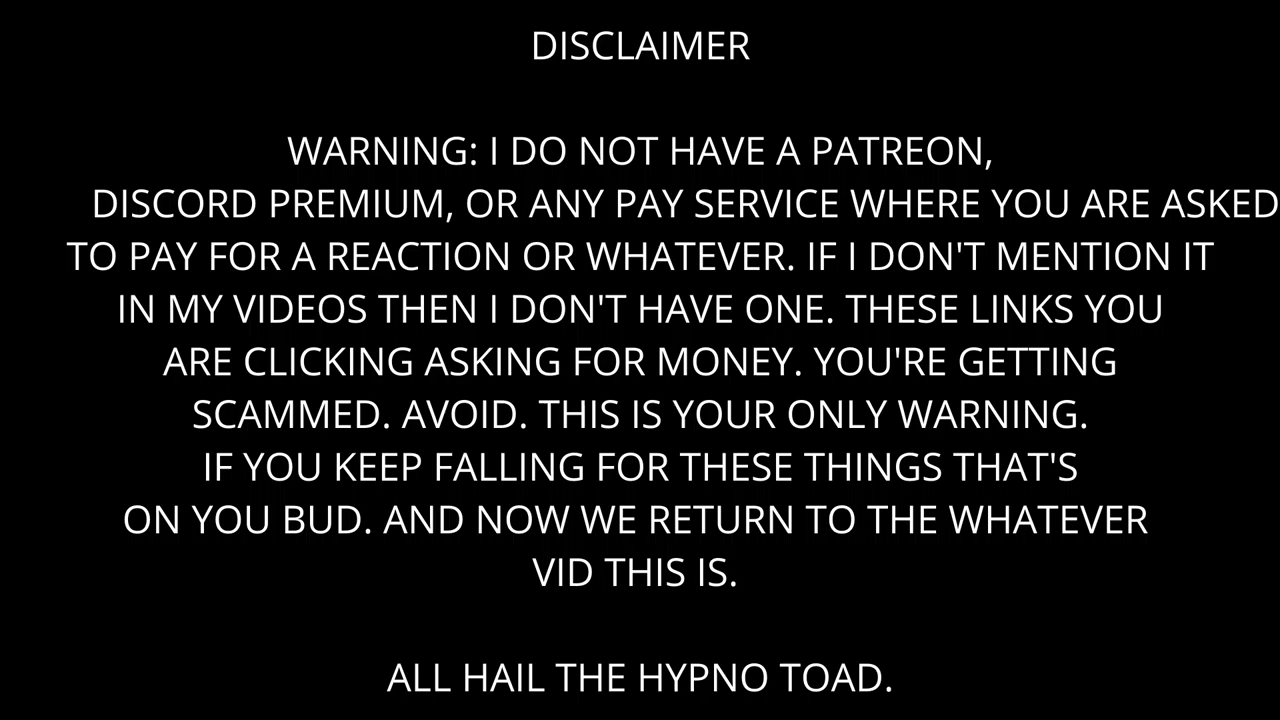 DISCLAIMER
WARNING: I DO NOT HAVE A PATREON,
DISCORD PREMIUM, OR ANY PAY SERVICE WHERE YOU ARE ASKED
TO PAY FOR A REACTION OR WHATEVER. IF I DON'T MENTION IT
IN MY VIDEOS THEN I DON'T HAVE ONE. THESE LINKS YOU
ARE CLICKING ASKING FOR MONEY. YOU'RE GETTING
SCAMMED. AVOID. THIS IS YOUR ONLY WARNING.
IF YOU KEEP FALLING FOR THESE THINGS THAT'S
ON YOU BUD. AND NOW WE RETURN TO THE WHATEVER
VID THIS IS.
ALL HAIL THE HYPNO TOAD.